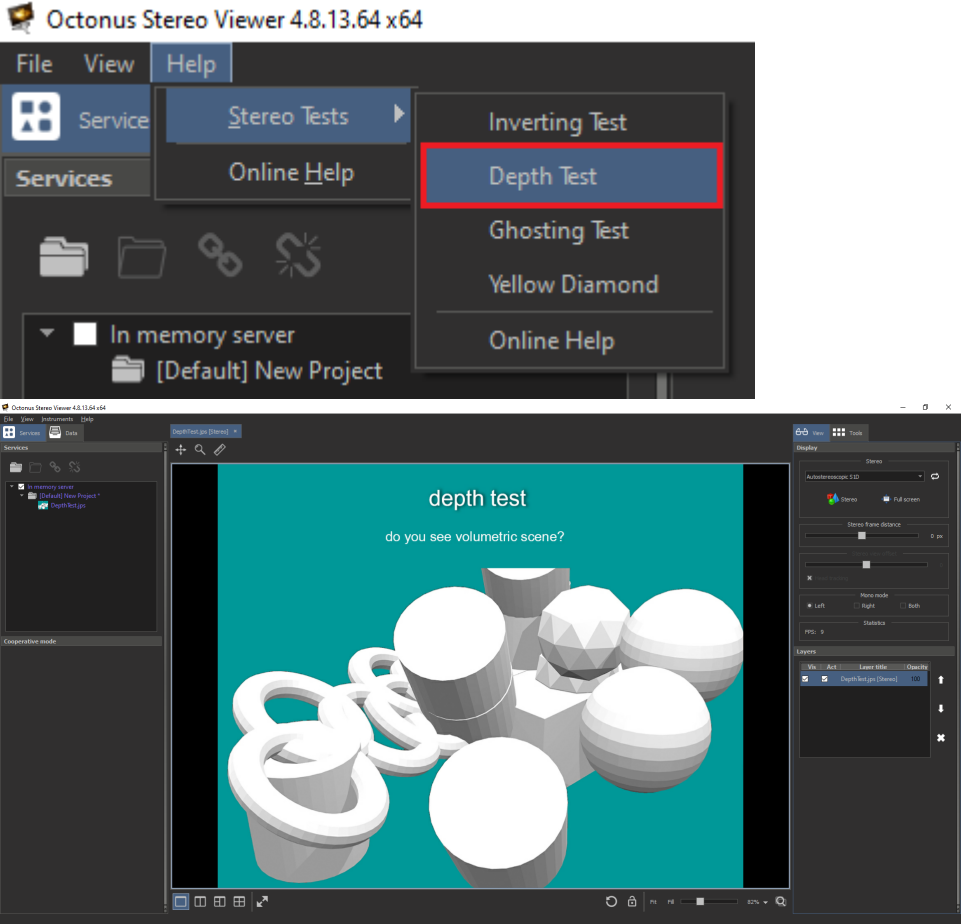 Octonus Stereo Viewer 4.8.13.64 x64
File View Help
Service
Stereo Tests
Online Help
Inverting Test
Depth Test
Ghosting Test
Yellow Diamond
Online Help
Services
In memory server
[Default] New Project
Octonus Stereo Viewer 4.8.13.64 x64
File View Instruments Help
Services Data
Services
In memory server
[Default] New Project *
DepthTest.jps
Cooperative mode
DepthTest.jps [Stereo]
depth test
do you see volumetric scene?
Fit Fill 82%
View Tools
Display
Stereo
Autostereoscopic S1D
Stereo Full screen
Stereo frame distance
0 px
Mono mode
Left Right Both
Statistics
FPS: 9
Layers
Vis Act Layer title Opacity
DepthTest.jps [Stereo] 100